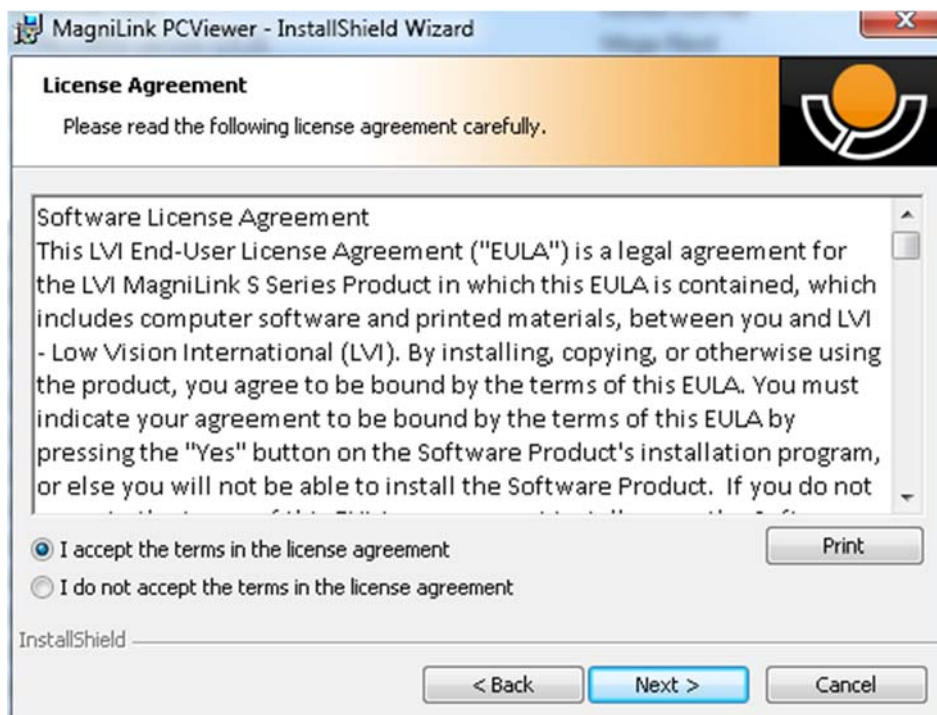 MagniLink PCViewer - InstallShield Wizard
License Agreement
Please read the following license agreement carefully.
Software License Agreement
This LVI End-User License Agreement ("EULA") is a legal agreement for
the LVI MagniLink S Series Product in which this EULA is contained, which
includes computer software and printed materials, between you and LVI
- Low Vision International (LVI). By installing, copying, or otherwise using
the product, you agree to be bound by the terms of this EULA. You must
indicate your agreement to be bound by the terms of this EULA by
pressing the "Yes" button on the Software Product's installation program,
or else you will not be able to install the Software Product.  If you do not
I accept the terms in the license agreement
Print
I do not accept the terms in the license agreement
InstallShield
< Back
Next >
Cancel